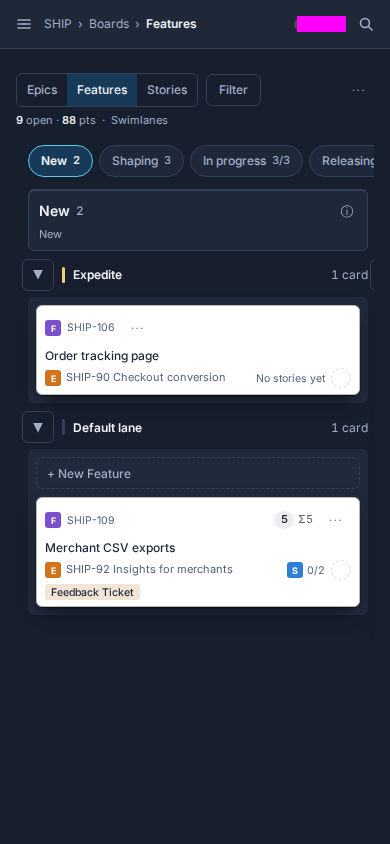 SHIP › Boards › Features
Epics Features Stories Filter ···
9 open · 88 pts · Swimlanes
New 2 Shaping 3 In progress 3/3 Releasing
New 2
New
Expedite 1 card
F SHIP-106 ···
Order tracking page
E SHIP-90 Checkout conversion No stories yet
Default lane 1 card
+ New Feature
F SHIP-109 5 Σ5 ···
Merchant CSV exports
E SHIP-92 Insights for merchants S 0/2
Feedback Ticket